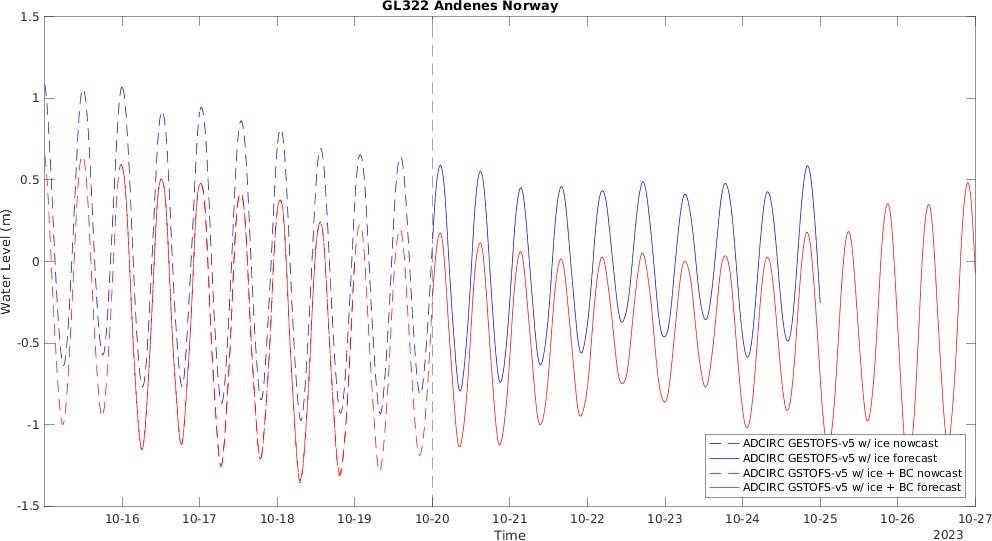 GL322 Andenes Norway
1.5
1
0.5
0
-0.5
-1
-1.5
Water Level (m)
10-16 10-17 10-18 10-19 10-20 10-21 10-22 10-23 10-24 10-25 10-26 10-27
Time
2023
ADCIRC GESTOFS-v5 w/ ice nowcast
ADCIRC GESTOFS-v5 w/ ice forecast
ADCIRC GSTOFS-v5 w/ ice + BC nowcast
ADCIRC GSTOFS-v5 w/ ice + BC forecast